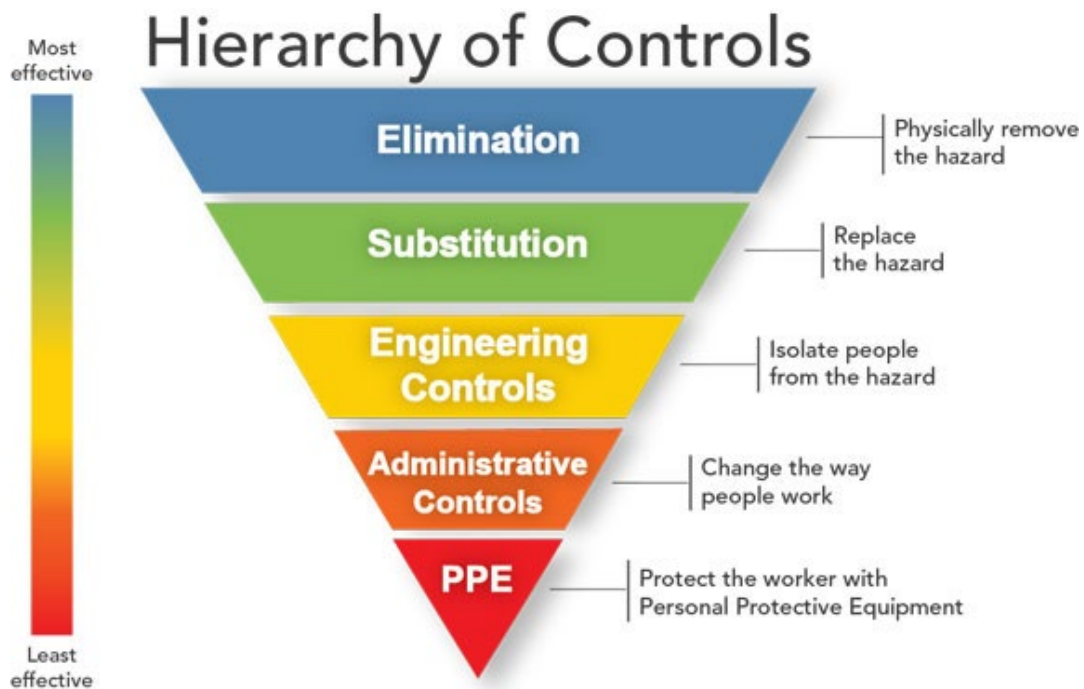 Hierarchy of Controls
Most
effective
Elimination
Physically remove
the hazard
Substitution
Replace
the hazard
Engineering
Controls
Isolate people
from the hazard
Administrative
Controls
Change the way
people work
PPE
Protect the worker with
Personal Protective Equipment
Least
effective